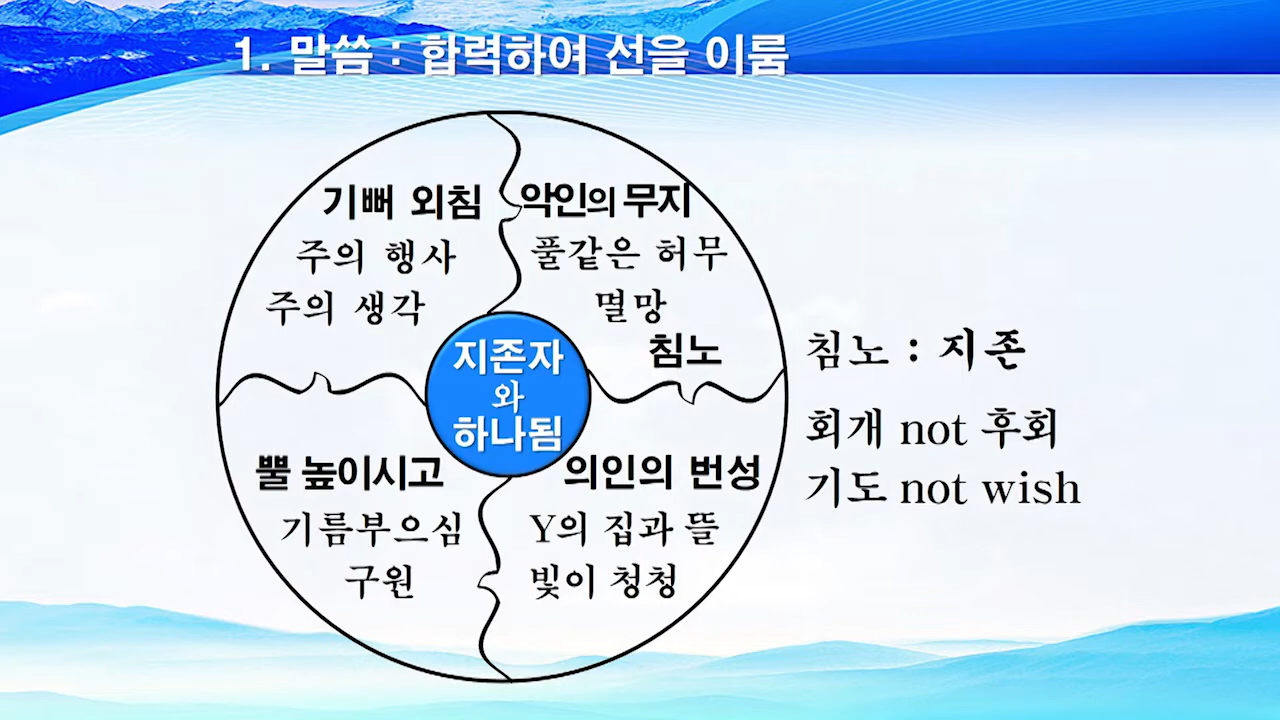 1. 말씀 : 합력하여 선을 이룸
기뻐 외침
주의 행사
주의 생각
악인의 무지
풀같은 허무
멸망
침노
지존자
와
하나됨
뿔 높이시고
기름부으심
구원
의인의 번성
Y의 집과 뜰
빛이 청청
침노 : 지존
회개 not 후회
기도 not wish